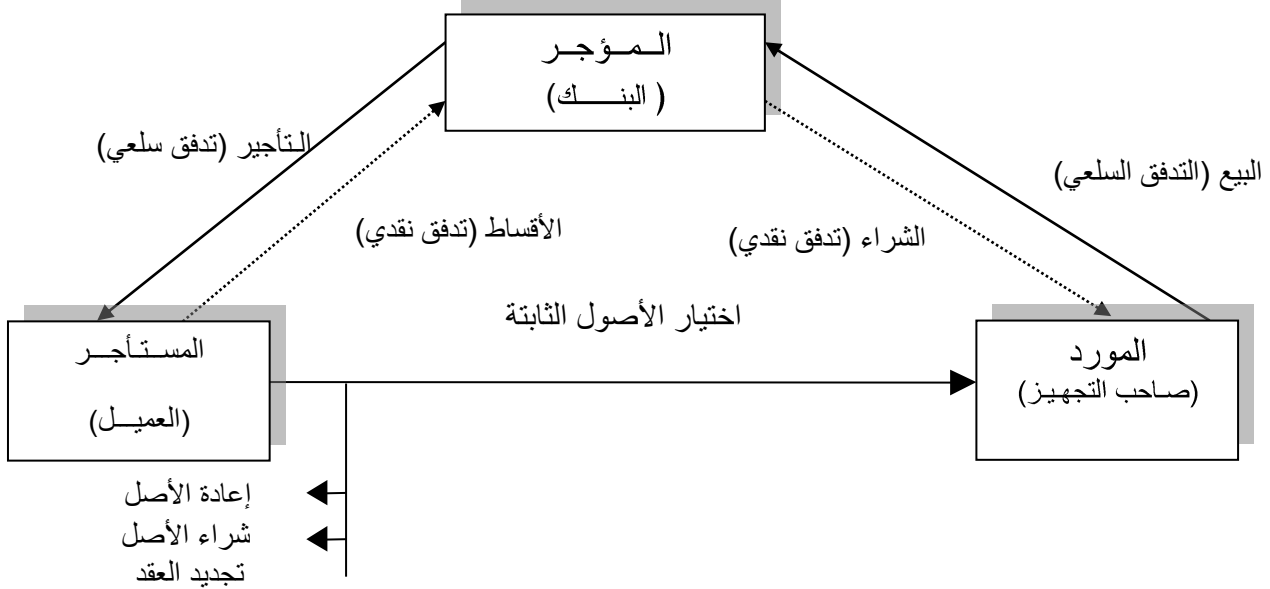 المؤجر
(البنك)
التأجير (تدفق سلعي)
البيع (التدفق السلعي)
الأقساط (تدفق نقدي)
الشراء (تدفق نقدي)
اختيار الأصول الثابتة
المستأجر
(العميل)
المورد
(صاحب التجهيز)
إعادة الأصل
شراء الأصل
تجديد العقد